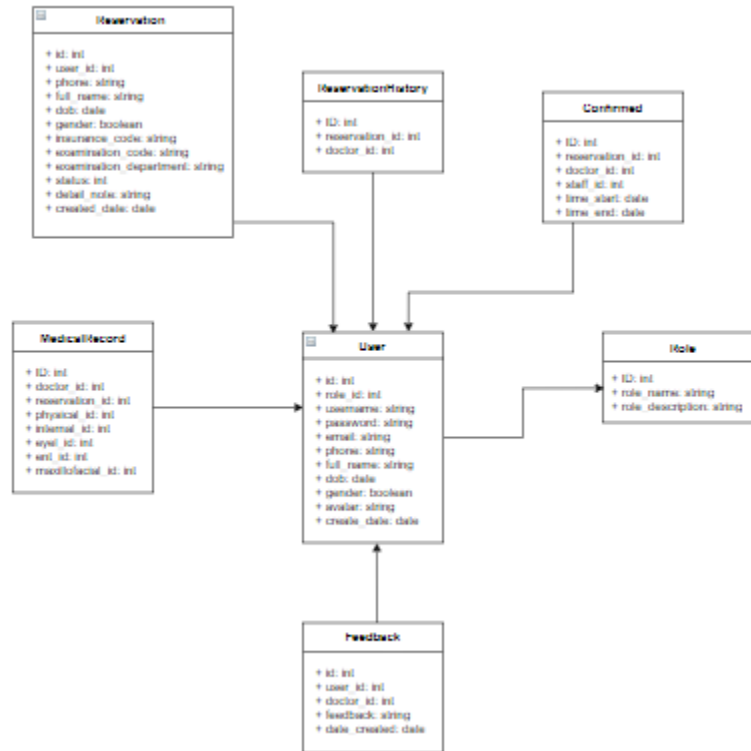 Reservation
+ id: int
+ user_id: int
+ phone: string
+ full_name: string
+ dob: date
+ gender: boolean
+ insurance_code: string
+ examination_code: string
+ examination_department: string
+ status: int
+ detail_note: string
+ created_date: date
ReservationHistory
+ ID: int
+ reservation_id: int
+ doctor_id: int
Confirmed
+ ID: int
+ reservation_id: int
+ doctor_id: int
+ staff_id: int
+ time_start: date
+ time_end: date
MedicalRecord
+ ID: int
+ doctor_id: int
+ reservation_id: int
+ physical_id: int
+ internal_id: int
+ eyel_id: int
+ ent_id: int
+ maxillofacial_id: int
User
+ id: int
+ role_id: int
+ username: string
+ password: string
+ email: string
+ phone: string
+ full_name: string
+ dob: date
+ gender: boolean
+ avatar: string
+ create_date: date
Role
+ ID: int
+ role_name: string
+ role_description: string
Feedback
+ id: int
+ user_id: int
+ doctor_id: int
+ feedback: string
+ date_created: date